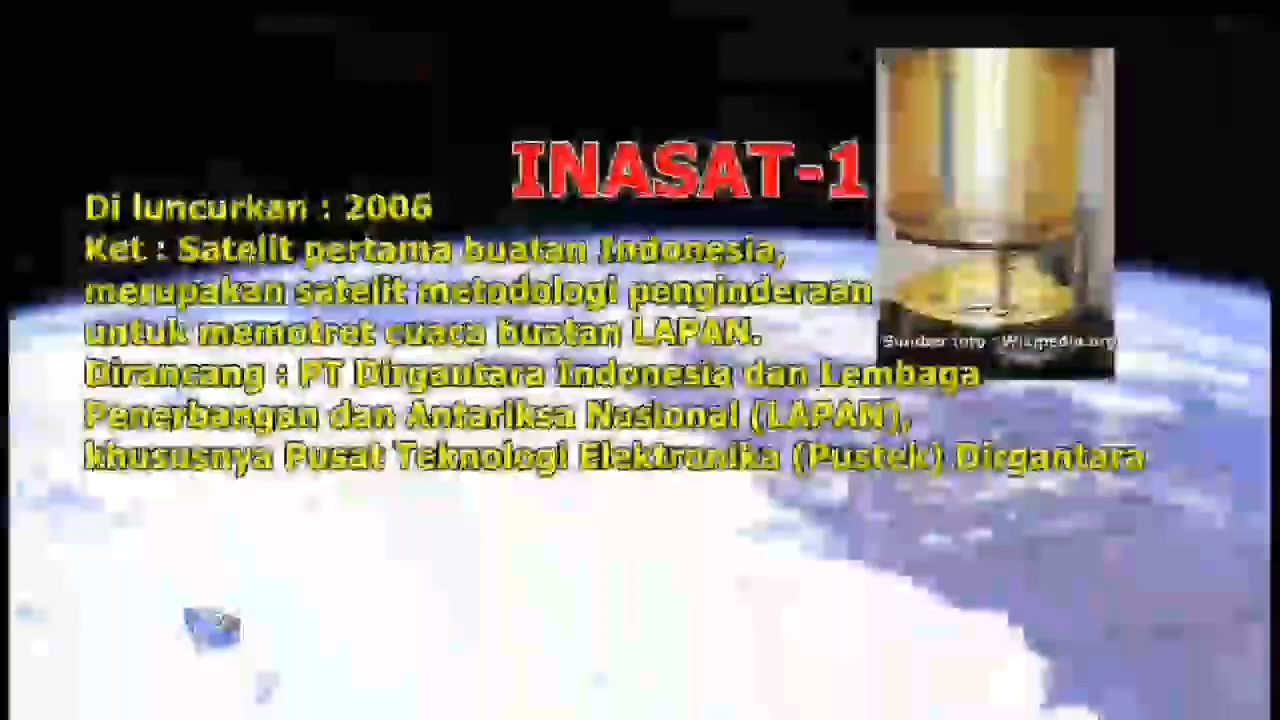 INASAT-1
Di luncurkan : 2006
Ket : Satelit pertama buatan Indonesia,
merupakan satelit metodologi penginderaan
untuk memotret cuaca buatan LAPAN.
Sumber info : Wikipedia.org
Dirancang : PT Dirgantara Indonesia dan Lembaga
Penerbangan dan Antariksa Nasional (LAPAN),
khususnya Pusat Teknologi Elektronika (Pustek) Dirgantara